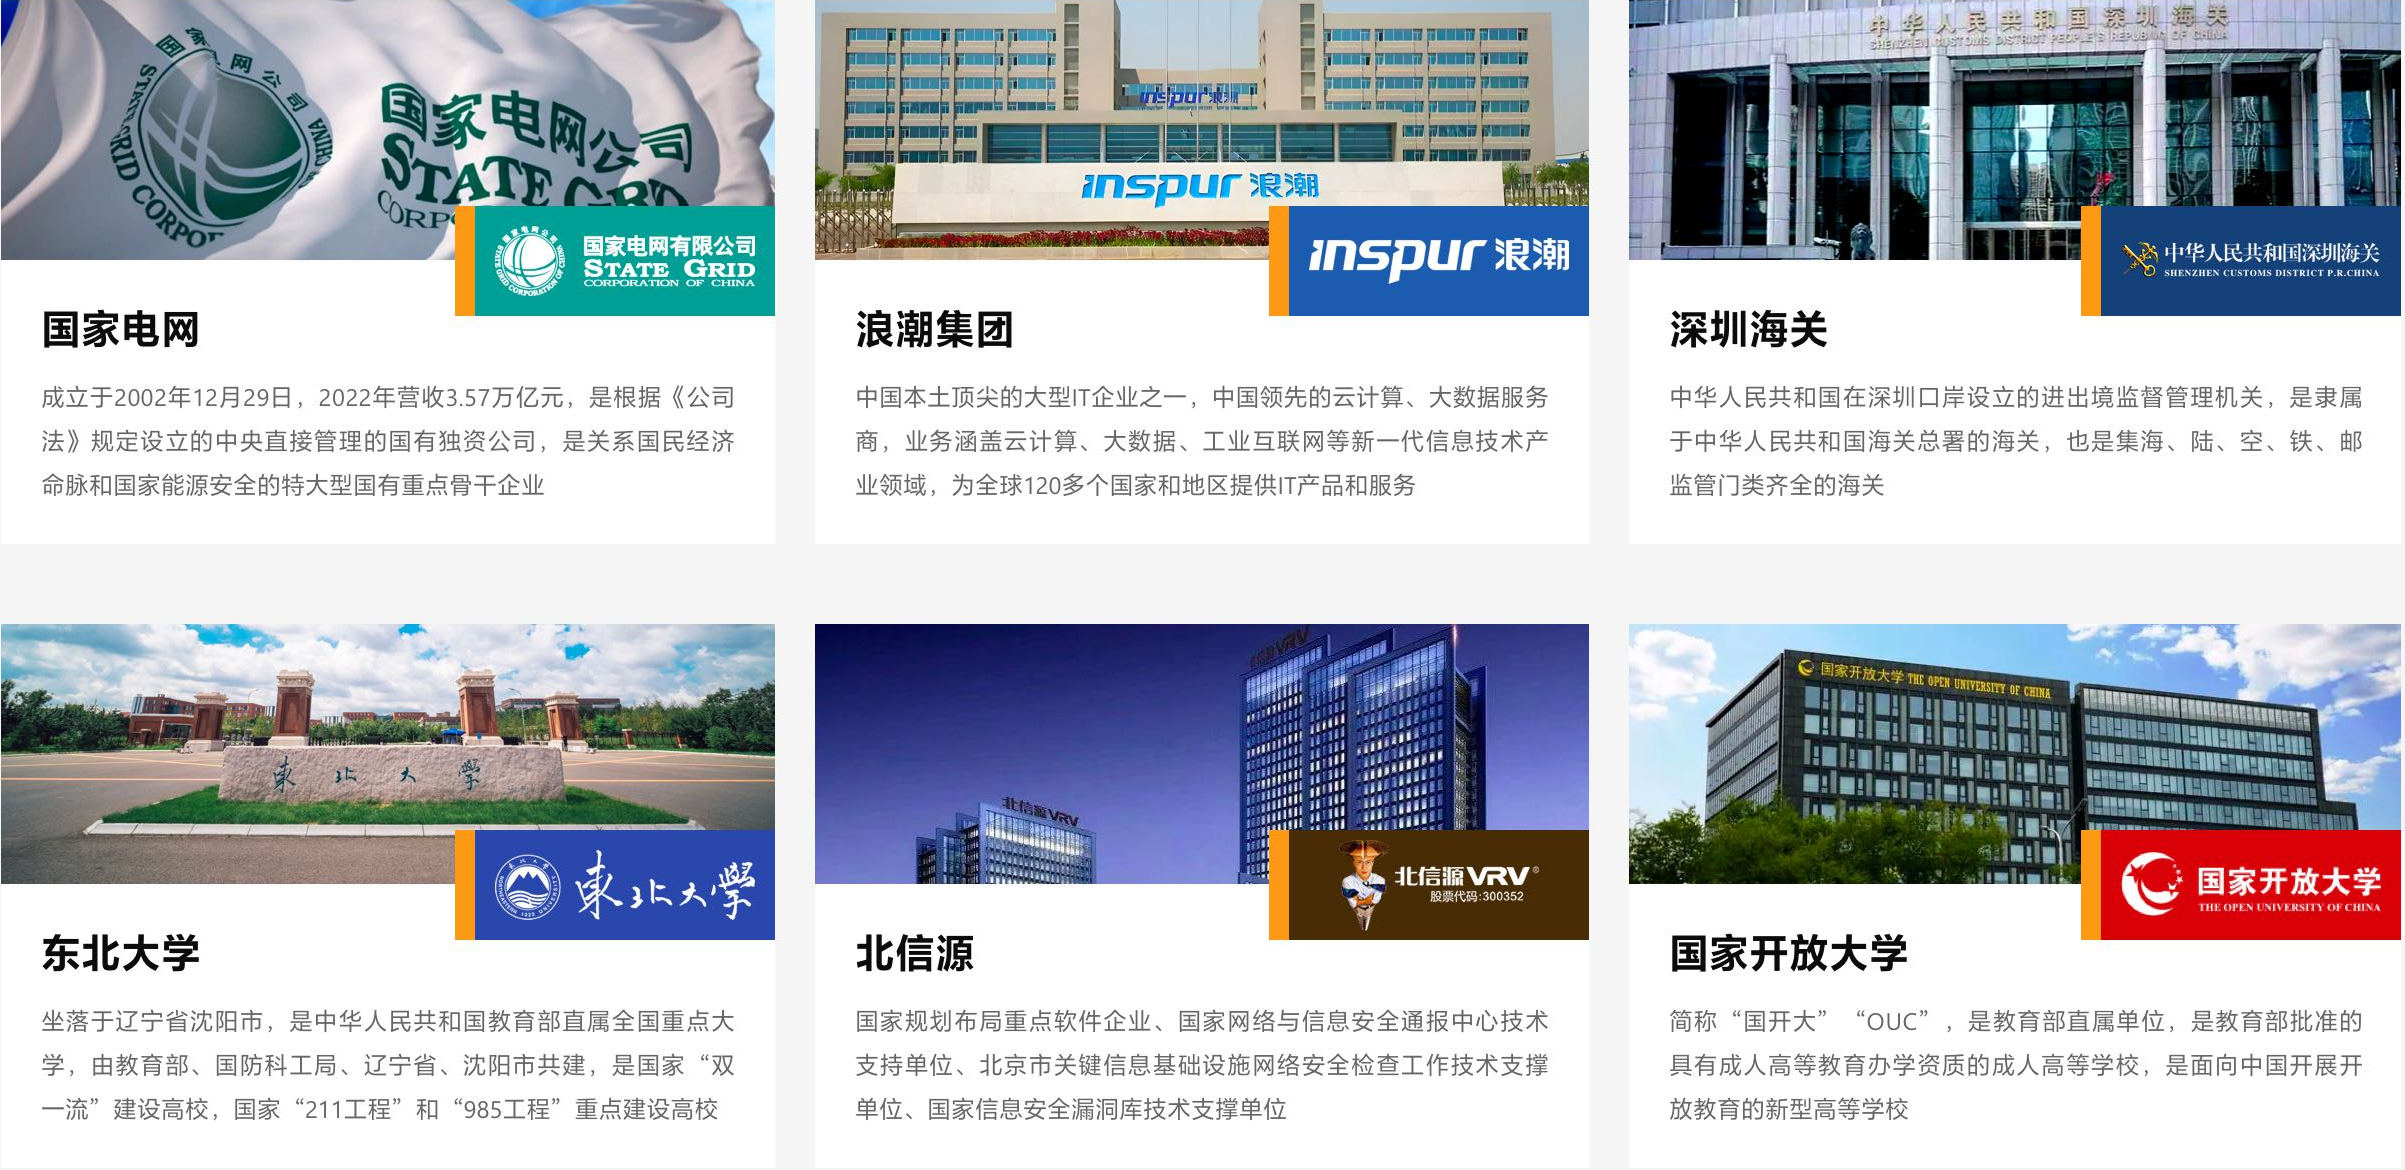 国家电网公司
STATE GRID
国家电网公司
STATE GRID CORPO
CHINA
国家电网有限公司
STATE GRID
CORPORATION OF CHINA
国家电网
成立于2002年12月29日，2022年营收3.57万亿元，是根据《公司
法》规定设立的中央直接管理的国有独资公司，是关系国民经济
命脉和国家能源安全的特大型国有重点骨干企业
inspur浪潮
inspur 浪潮
inspur 浪潮
浪潮集团
中国本土顶尖的大型IT企业之一，中国领先的云计算、大数据服务
商，业务涵盖云计算、大数据、工业互联网等新一代信息技术产
业领域，为全球120多个国家和地区提供IT产品和服务
中华人民共和国深圳海关
SHENZHEN CUSTOMS DISTRICT PEOPLE'S REPUBLIC OF CHINA
中华人民共和国深圳海关
SHENZHEN CUSTOMS DISTRICT P.R.CHINA
深圳海关
中华人民共和国在深圳口岸设立的进出境监督管理机关，是隶属
于中华人民共和国海关总署的海关，也是集海、陆、空、铁、邮
监管门类齐全的海关
東北大學
東北大學
东北大学
坐落于辽宁省沈阳市，是中华人民共和国教育部直属全国重点大
学，由教育部、国防科工局、辽宁省、沈阳市共建，是国家“双
一流”建设高校，国家“211工程”和“985工程”重点建设高校
北信源VRV
北信源VRV
北信源VRV®
股票代码:300352
北信源
国家规划布局重点软件企业、国家网络与信息安全通报中心技术
支持单位、北京市关键信息基础设施网络安全检查工作技术支撑
单位、国家信息安全漏洞库技术支撑单位
国家开放大学 THE OPEN UNIVERSITY OF CHINA
国家开放大学
THE OPEN UNIVERSITY OF CHINA
国家开放大学
简称“国开大”“OUC”，是教育部直属单位，是教育部批准的
具有成人高等教育办学资质的成人高等学校，是面向中国开展开
放教育的新型高等学校